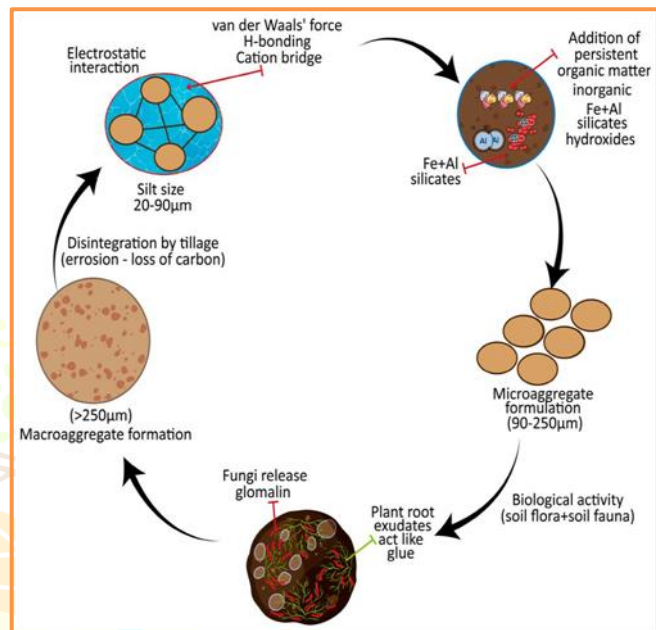 van der Waals' force
H-bonding
Cation bridge
Electrostatic
interaction
Silt size
20-90µm
Addition of
persistent
organic matter
inorganic
Fe+Al
silicates
hydroxides
Al
Al
Fe+Al
silicates
Microaggregate
formulation
(90-250µm)
Biological activity
(soil flora+soil fauna)
Plant root
exudates
act like
glue
Fungi release
glomalin
(>250µm)
Macroaggregate formation
Disintegration by tillage
(errosion - loss of carbon)